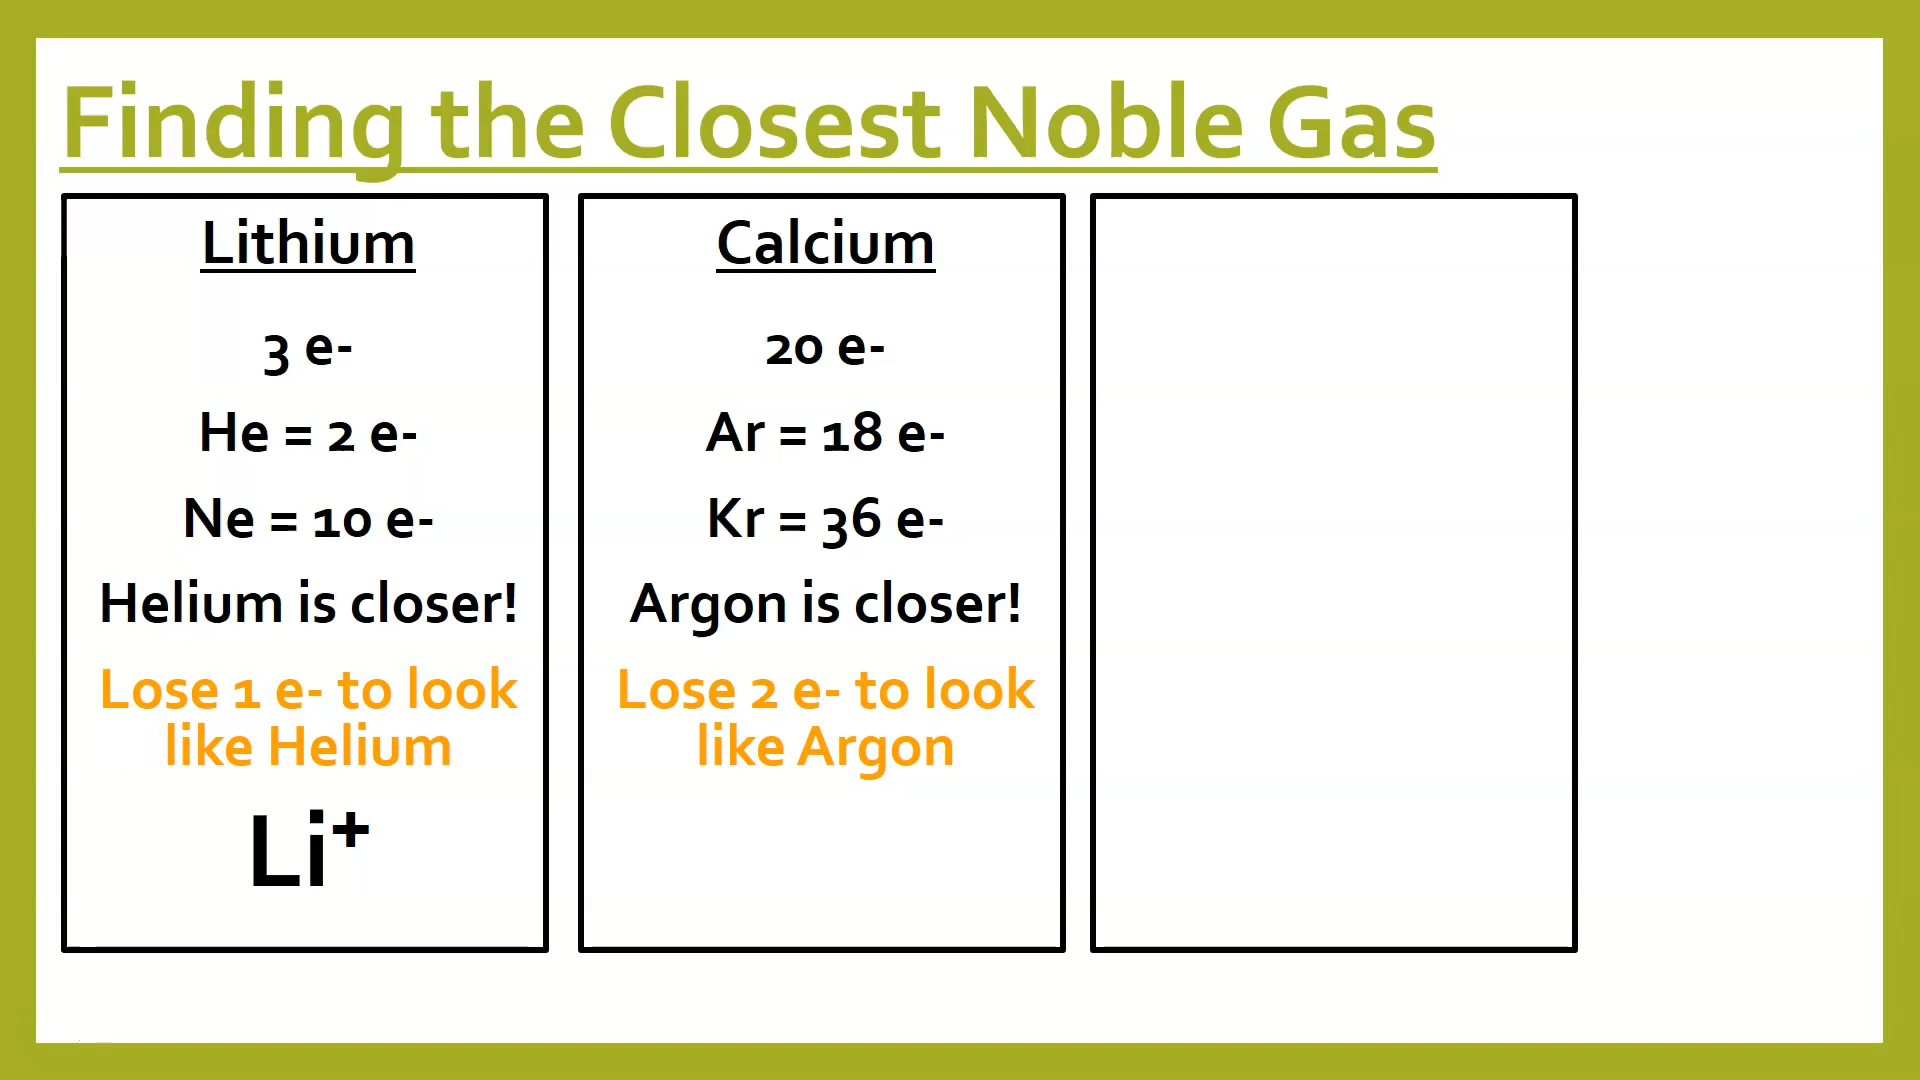 Finding the Closest Noble Gas
Lithium
3 e-
He = 2 e-
Ne = 10 e-
Helium is closer!
Lose 1 e- to look
like Helium
Li⁺
Calcium
20 e-
Ar = 18 e-
Kr = 36 e-
Argon is closer!
Lose 2 e- to look
like Argon